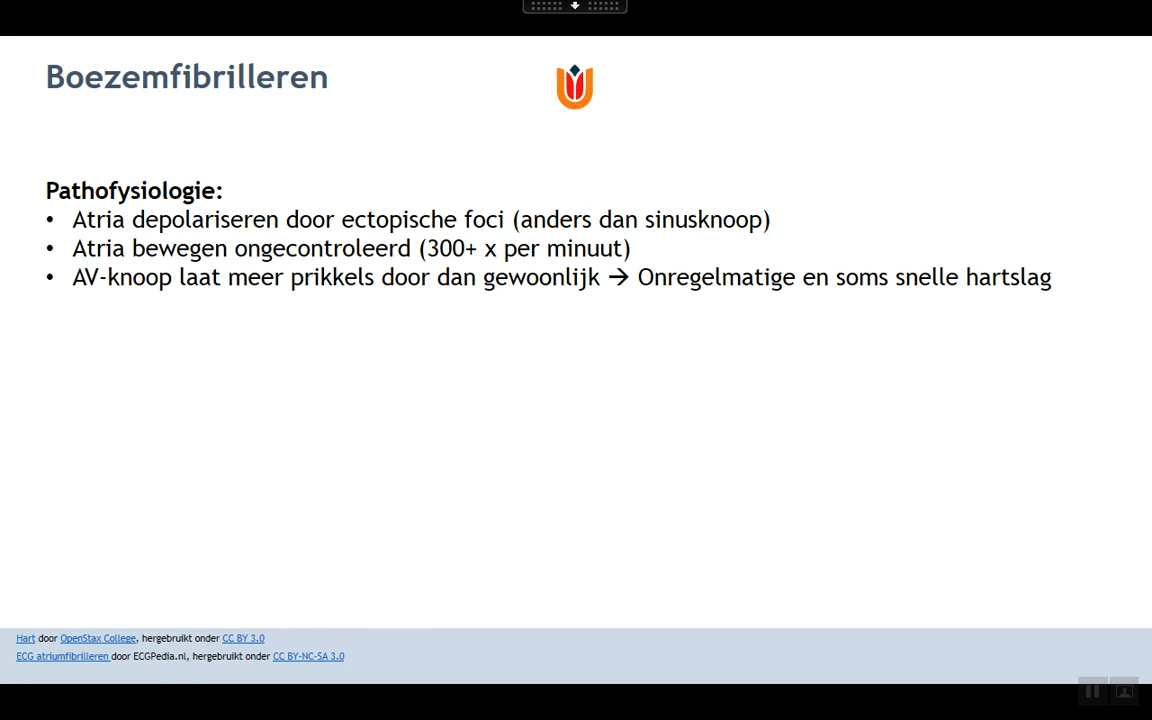 Boezemfibrilleren
Pathofysiologie:
• Atria depolariseren door ectopische foci (anders dan sinusknoop)
• Atria bewegen ongecontroleerd (300+ x per minuut)
• AV-knoop laat meer prikkels door dan gewoonlijk → Onregelmatige en soms snelle hartslag
Hart door OpenStax College, hergebruikt onder CC BY 3.0
ECG atriumfibrilleren door ECGPedia.nl, hergebruikt onder CC BY-NC-SA 3.0